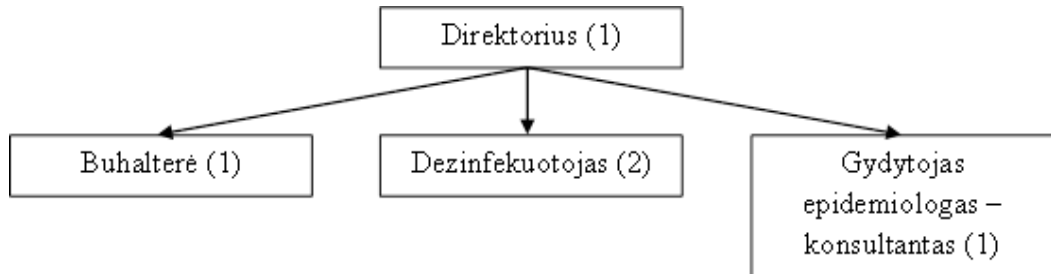 Direktorius (1)
Buhalterė (1)
Dezinfekuotojas (2)
Gydytojas
epidemiologas –
konsultantas (1)